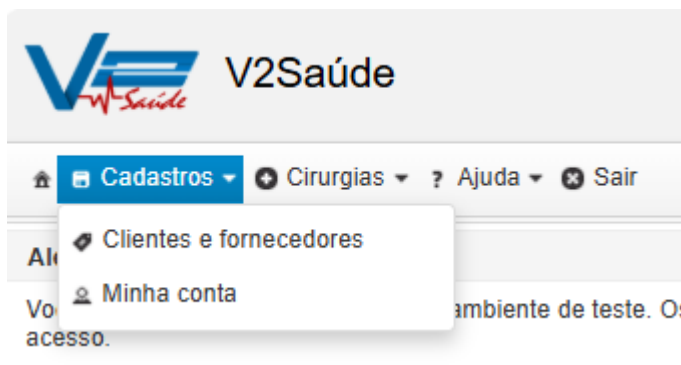 V2 Saúde
V2Saúde
Cadastros Cirurgias ? Ajuda Sair
Clientes e fornecedores
Minha conta
ambiente de teste. Os
acesso.